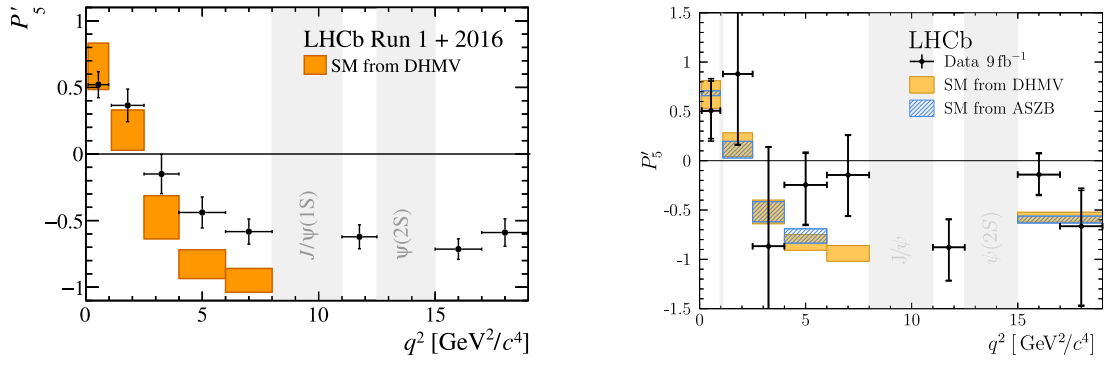 P′5
1
0.5
0
−0.5
−1
LHCb Run 1 + 2016
SM from DHMV
J/ψ(1S)
ψ(2S)
0
5
10
15
q² [GeV²/c⁴]
P′5
1.5
1
0.5
0
-0.5
-1
-1.5
LHCb
Data 9 fb⁻¹
SM from DHMV
SM from ASZB
J/ψ
ψ(2S)
0
5
10
15
q² [GeV²/c⁴]